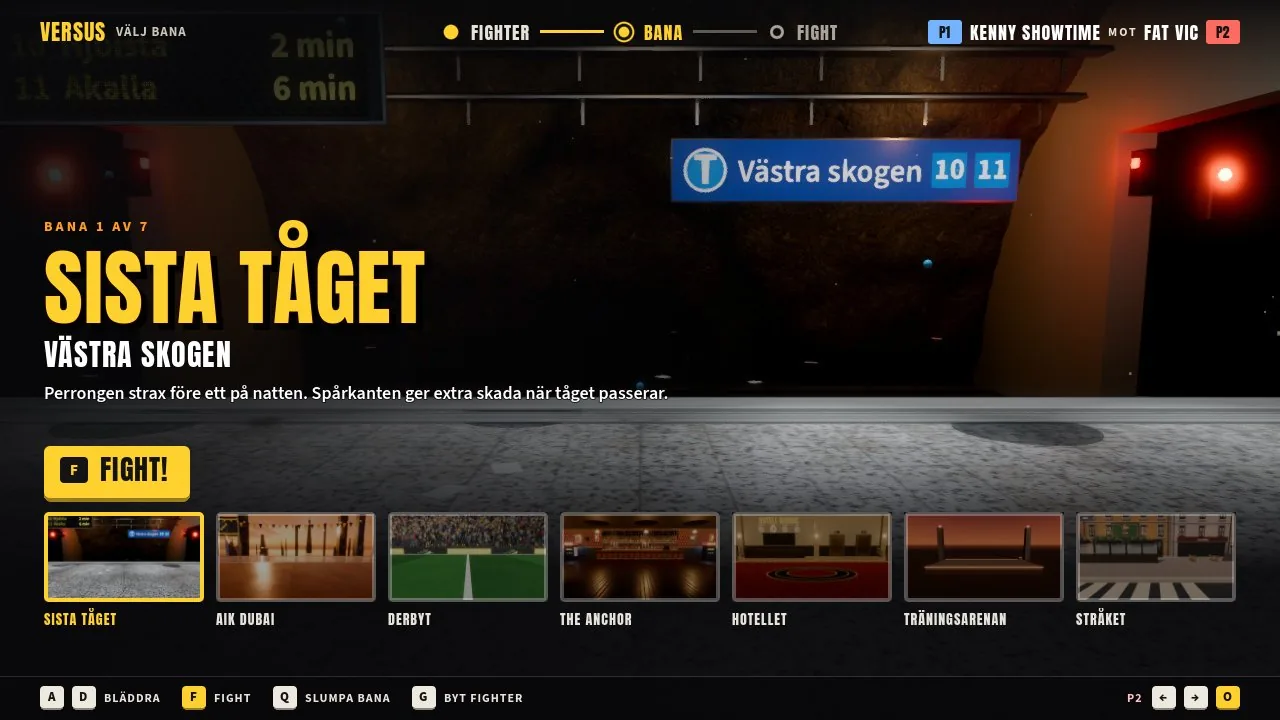 VERSUS VÄLJ BANA
FIGHTER BANA FIGHT
P1 KENNY SHOWTIME MOT FAT VIC P2
10 Hjulsta 2 min
11 Akalla 6 min
T Västra skogen 10 11
BANA 1 AV 7
SISTA TÅGET
VÄSTRA SKOGEN
Perrongen strax före ett på natten. Spårkanten ger extra skada när tåget passerar.
F FIGHT!
SISTA TÅGET
AIK DUBAI
DERBYT
THE ANCHOR
HOTELLET
TRÄNINGSARENAN
STRÅKET
A D BLÄDDRA F FIGHT Q SLUMPA BANA G BYT FIGHTER
P2 ← → O